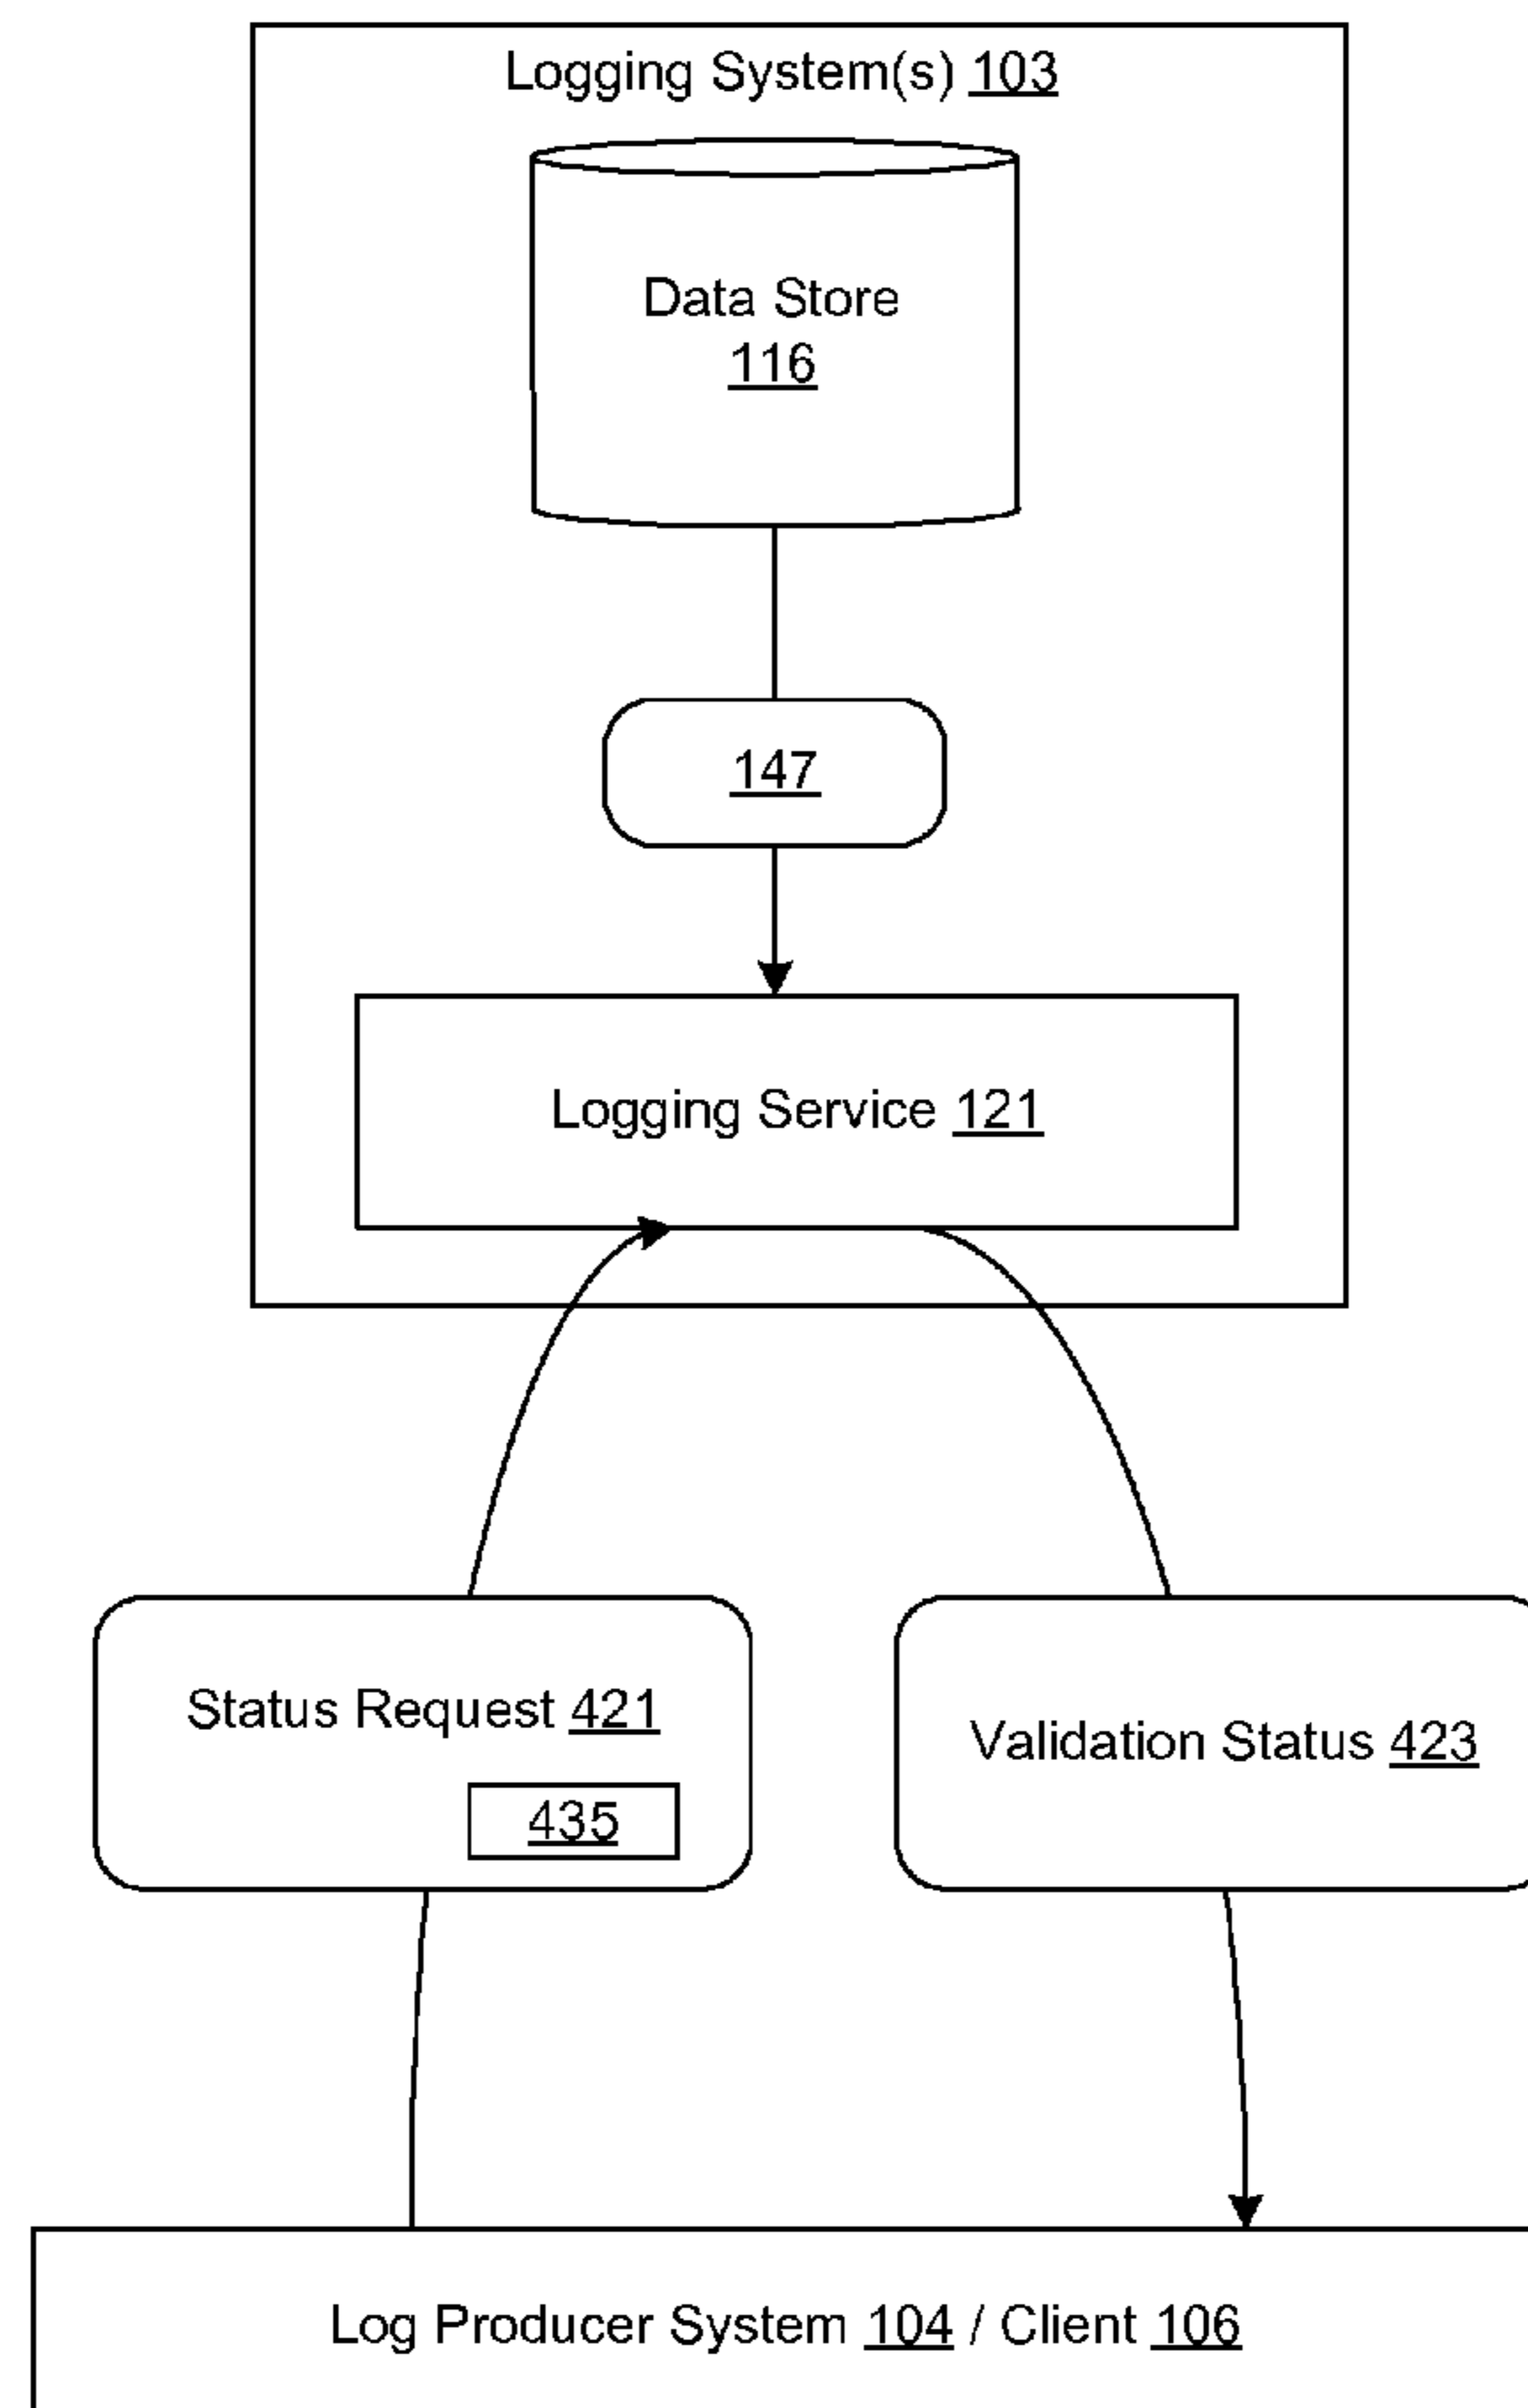 Logging System(s) 103
Data Store
116
147
Logging Service 121
Status Request 421
435
Validation Status 423
Log Producer System 104 / Client 106